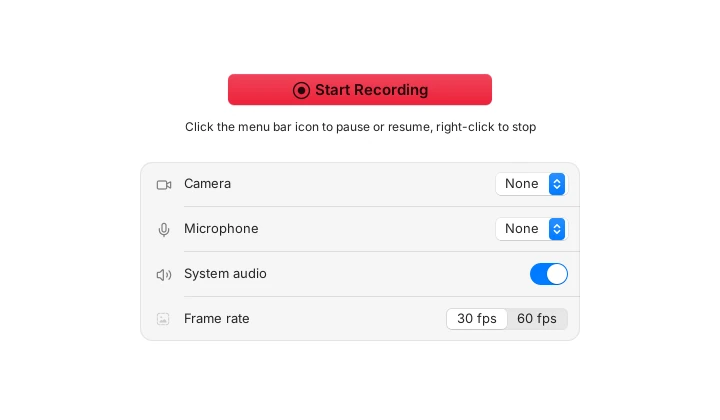 Start Recording
Click the menu bar icon to pause or resume, right-click to stop
Camera None
Microphone None
System audio
Frame rate 30 fps 60 fps